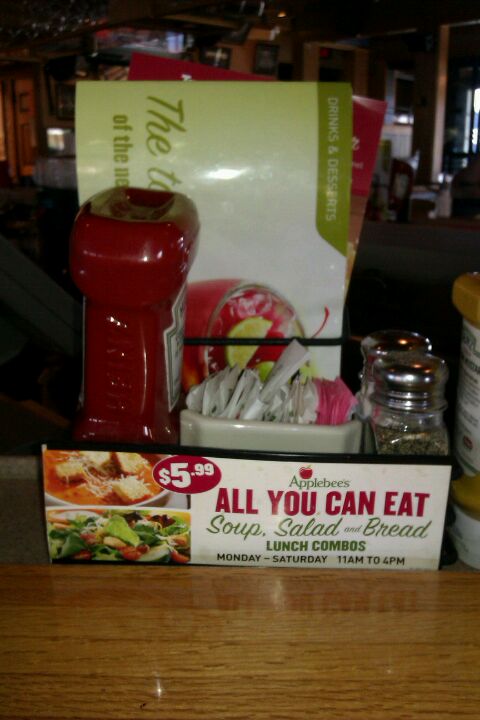 DRINKS & DESSERTS
The
of the
HEINZ
$5.99
Applebee's
ALL YOU CAN EAT
Soup, Salad and Bread
LUNCH COMBOS
MONDAY – SATURDAY 11AM TO 4PM